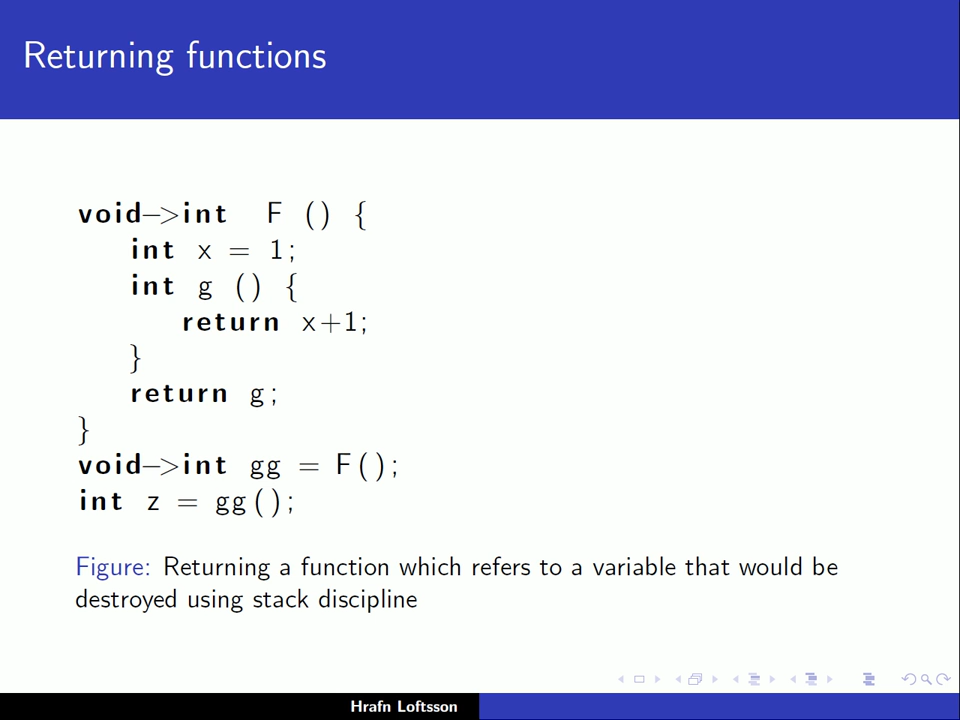 Returning functions
void->int F () {
int x = 1;
int g () {
return x+1;
}
return g;
}
void->int gg = F();
int z = gg();
Figure: Returning a function which refers to a variable that would be
destroyed using stack discipline
Hrafn Loftsson